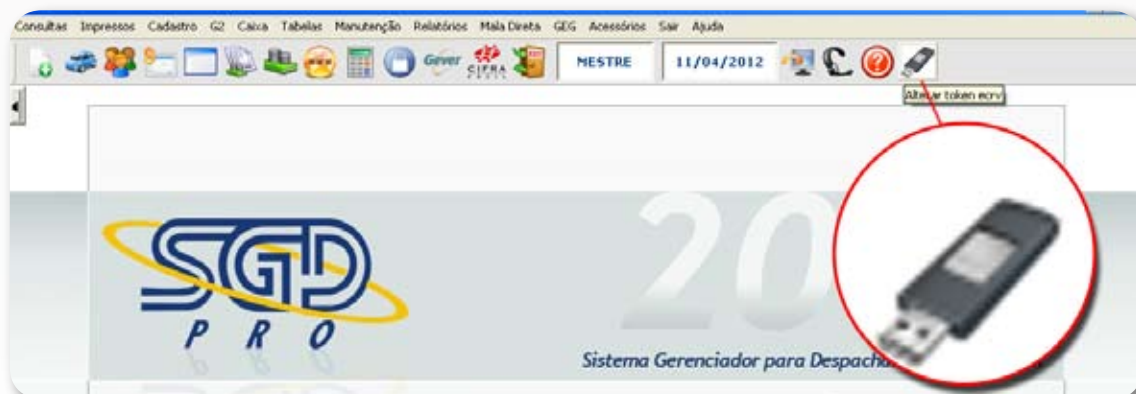 Consultas Impressos Cadastro G2 Caixa Tabelas Manutenção Relatórios Mala Direta GEG Acessórios Sair Ajuda
Gever CIFRA MESTRE 11/04/2012
Alterar token ecrv
20
SGD
PRO
Sistema Gerenciador para